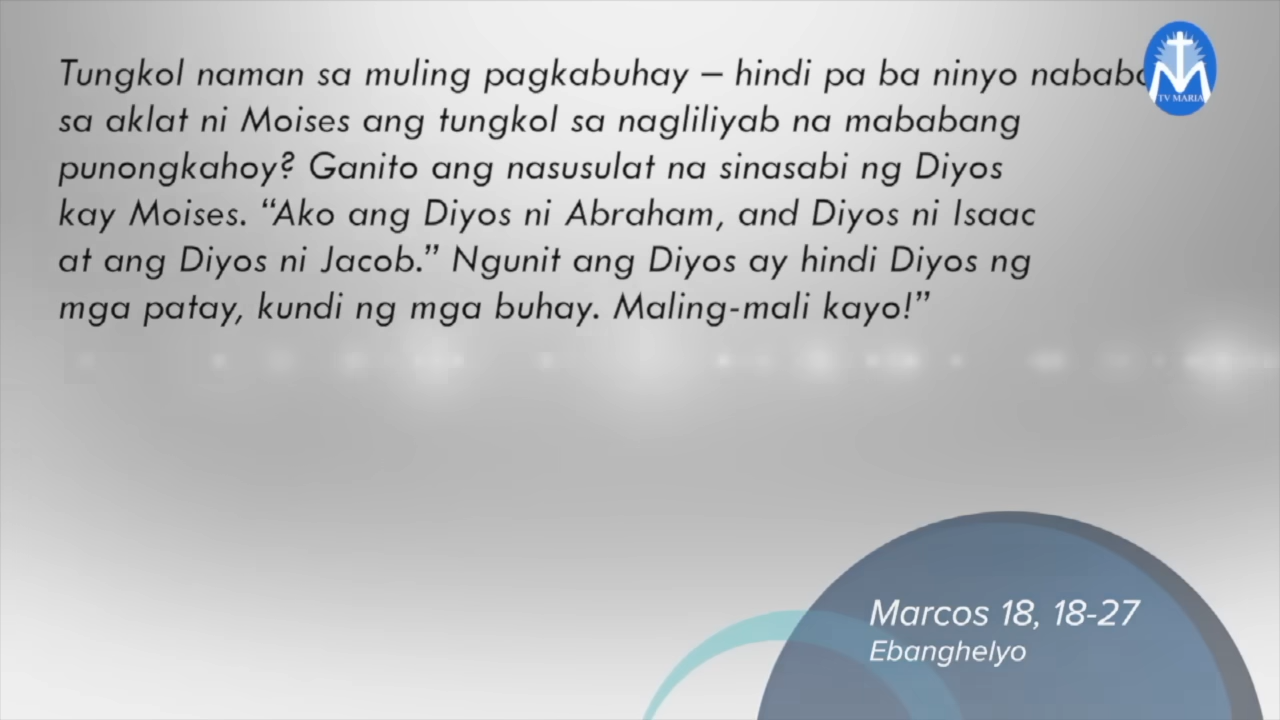 Tungkol naman sa muling pagkabuhay – hindi pa ba ninyo
sa aklat ni Moises ang tungkol sa nagliliyab na mababang
punongkahoy? Ganito ang nasusulat na sinasabi ng Diyos
kay Moises. “Ako ang Diyos ni Abraham, and Diyos ni Isaac
at ang Diyos ni Jacob.” Ngunit ang Diyos ay hindi Diyos ng
mga patay, kundi ng mga buhay. Maling-mali kayo!”
TV MARIA
Marcos 18, 18-27
Ebanghelyo